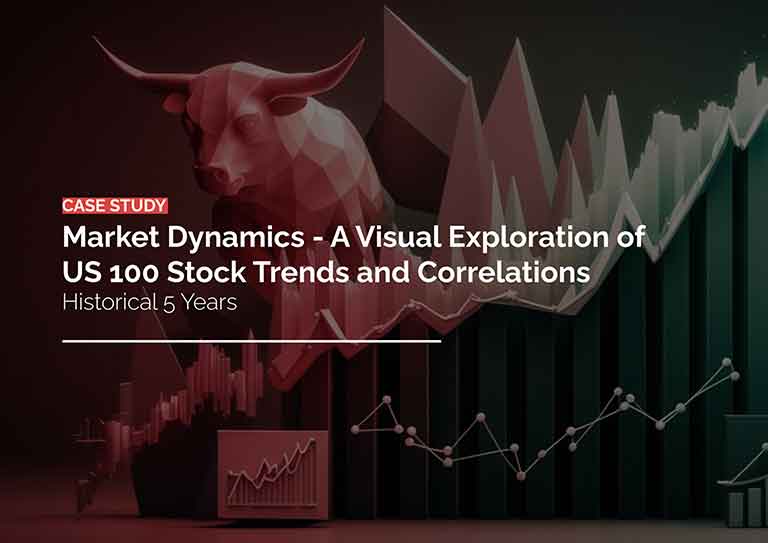 CASE STUDY
Market Dynamics - A Visual Exploration of
US 100 Stock Trends and Correlations
Historical 5 Years